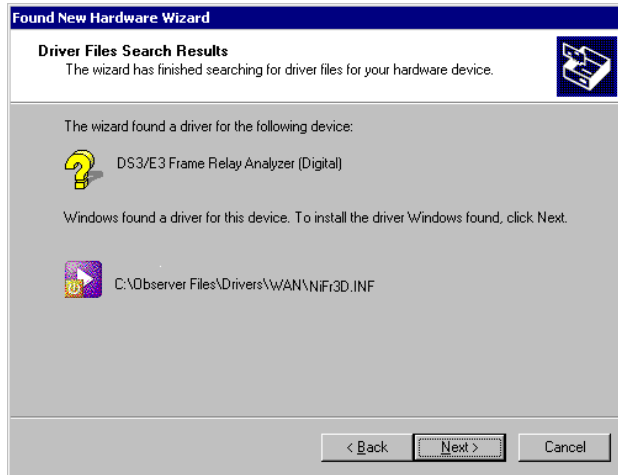 Found New Hardware Wizard
Driver Files Search Results
The wizard has finished searching for driver files for your hardware device.
The wizard found a driver for the following device:
DS3/E3 Frame Relay Analyzer (Digital)
Windows found a driver for this device. To install the driver Windows found, click Next.
C:\Observer Files\Drivers\WAN\NiFr3D.INF
< Back Next > Cancel